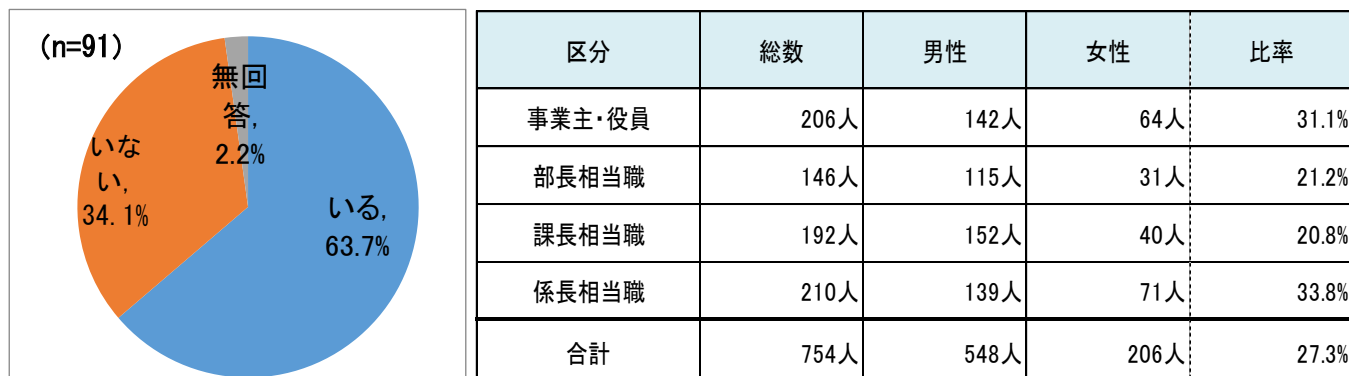 (n=91)
無回
答,
2.2%
いな
い,
34.1%
いる,
63.7%
区分 総数 男性 女性 比率
事業主・役員 206人 142人 64人 31.1%
部長相当職 146人 115人 31人 21.2%
課長相当職 192人 152人 40人 20.8%
係長相当職 210人 139人 71人 33.8%
合計 754人 548人 206人 27.3%